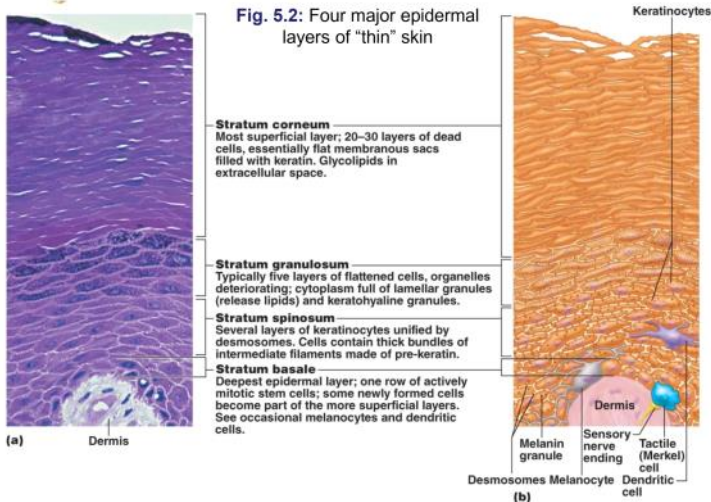 Fig. 5.2: Four major epidermal
layers of “thin” skin
Keratinocytes
Stratum corneum
Most superficial layer; 20–30 layers of dead
cells, essentially flat membranous sacs
filled with keratin. Glycolipids in
extracellular space.
Stratum granulosum
Typically five layers of flattened cells, organelles
deteriorating; cytoplasm full of lamellar granules
(release lipids) and keratohyaline granules.
Stratum spinosum
Several layers of keratinocytes unified by
desmosomes. Cells contain thick bundles of
intermediate filaments made of pre-keratin.
Stratum basale
Deepest epidermal layer; one row of actively
mitotic stem cells; some newly formed cells
become part of the more superficial layers.
See occasional melanocytes and dendritic
cells.
(a)
Dermis
Dermis
Melanin
granule
Sensory
nerve
ending
Tactile
(Merkel)
cell
Desmosomes
Melanocyte
Dendritic
cell
(b)